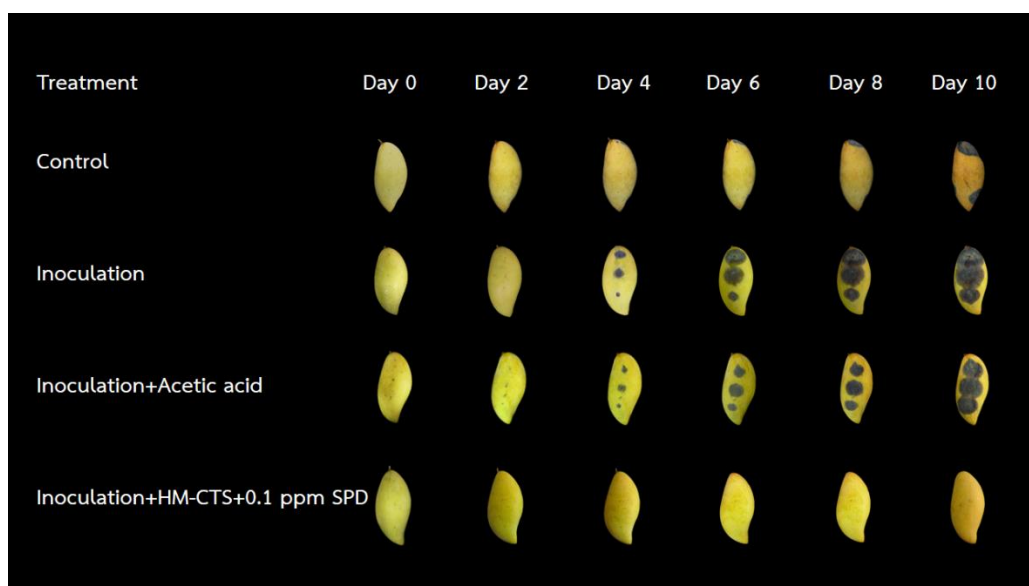 Treatment Day 0 Day 2 Day 4 Day 6 Day 8 Day 10
Control
Inoculation
Inoculation+Acetic acid
Inoculation+HM-CTS+0.1 ppm SPD